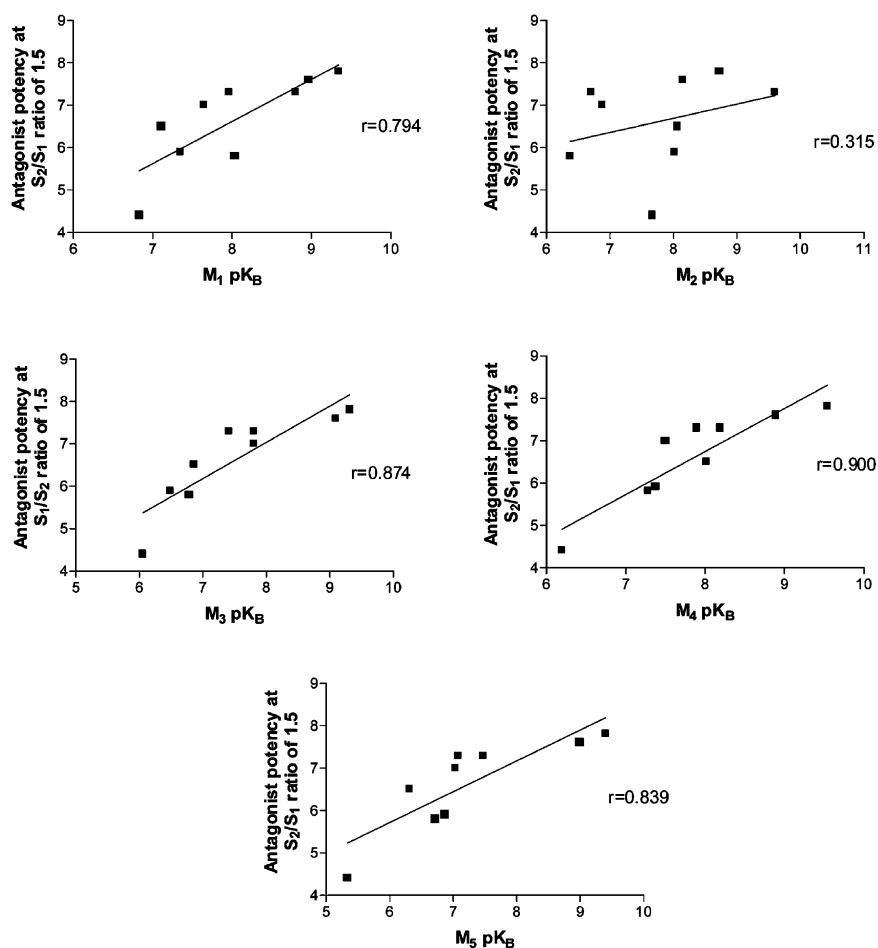 Antagonist potency at
S2/S1 ratio of 1.5
9
8
7
6
5
4
6 7 8 9 10
M1 pKB
r=0.794
Antagonist potency at
S2/S1 ratio of 1.5
9
8
7
6
5
4
6 7 8 9 10 11
M2 pKB
r=0.315
Antagonist potency at
S1/S2 ratio of 1.5
9
8
7
6
5
4
5 6 7 8 9 10
M3 pKB
r=0.874
Antagonist potency at
S2/S1 ratio of 1.5
9
8
7
6
5
4
6 7 8 9 10
M4 pKB
r=0.900
Antagonist potency at
S2/S1 ratio of 1.5
9
8
7
6
5
4
5 6 7 8 9 10
M5 pKB
r=0.839